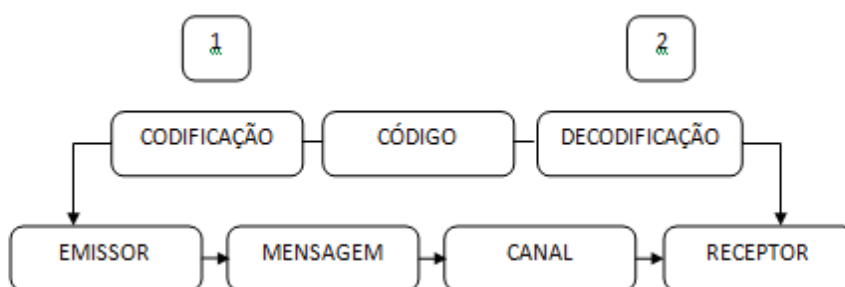 1
2
CODIFICAÇÃO CÓDIGO DECODIFICAÇÃO
EMISSOR MENSAGEM CANAL RECEPTOR